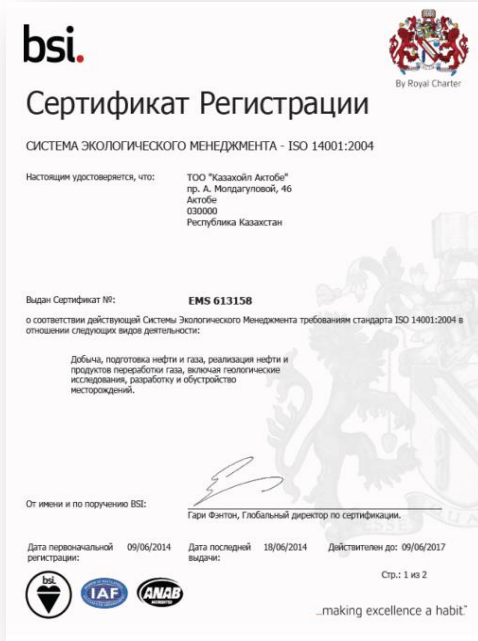 bsi.
By Royal Charter
Сертификат Регистрации
СИСТЕМА ЭКОЛОГИЧЕСКОГО МЕНЕДЖМЕНТА - ISO 14001:2004
Настоящим удостоверяется, что:
ТОО "Казахойл Актобе"
пр. А. Молдагуловой, 46
Актобе
030000
Республика Казахстан
Выдан Сертификат №:
EMS 613158
о соответствии действующей Системы Экологического Менеджмента требованиям стандарта ISO 14001:2004 в
отношении следующих видов деятельности:
Добыча, подготовка нефти и газа, реализация нефти и
продуктов переработки газа, включая геологические
исследования, разработку и обустройство
месторождений.
От имени и по поручению BSI:
Гари Фэнтон, Глобальный директор по сертификации.
Дата первоначальной регистрации: 09/06/2014
Дата последней выдачи: 18/06/2014
Действителен до: 09/06/2017
Стр.: 1 из 2
bsi.
IAF
ANAB
ACCREDITED
...making excellence a habit.™